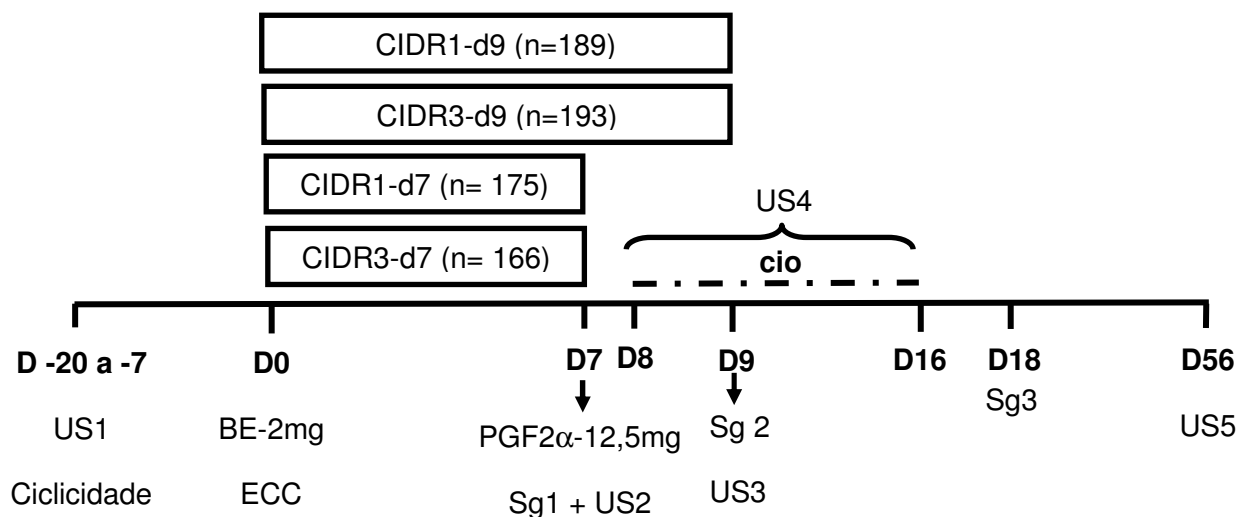 CIDR1-d9 (n=189)
CIDR3-d9 (n=193)
CIDR1-d7 (n= 175)
CIDR3-d7 (n= 166)
US4
cio
D -20 a -7 D0 D7 D8 D9 D16 D18 D56
US1 BE-2mg PGF2α-12,5mg Sg 2 Sg3 US5
Ciclicidade ECC Sg1 + US2 US3